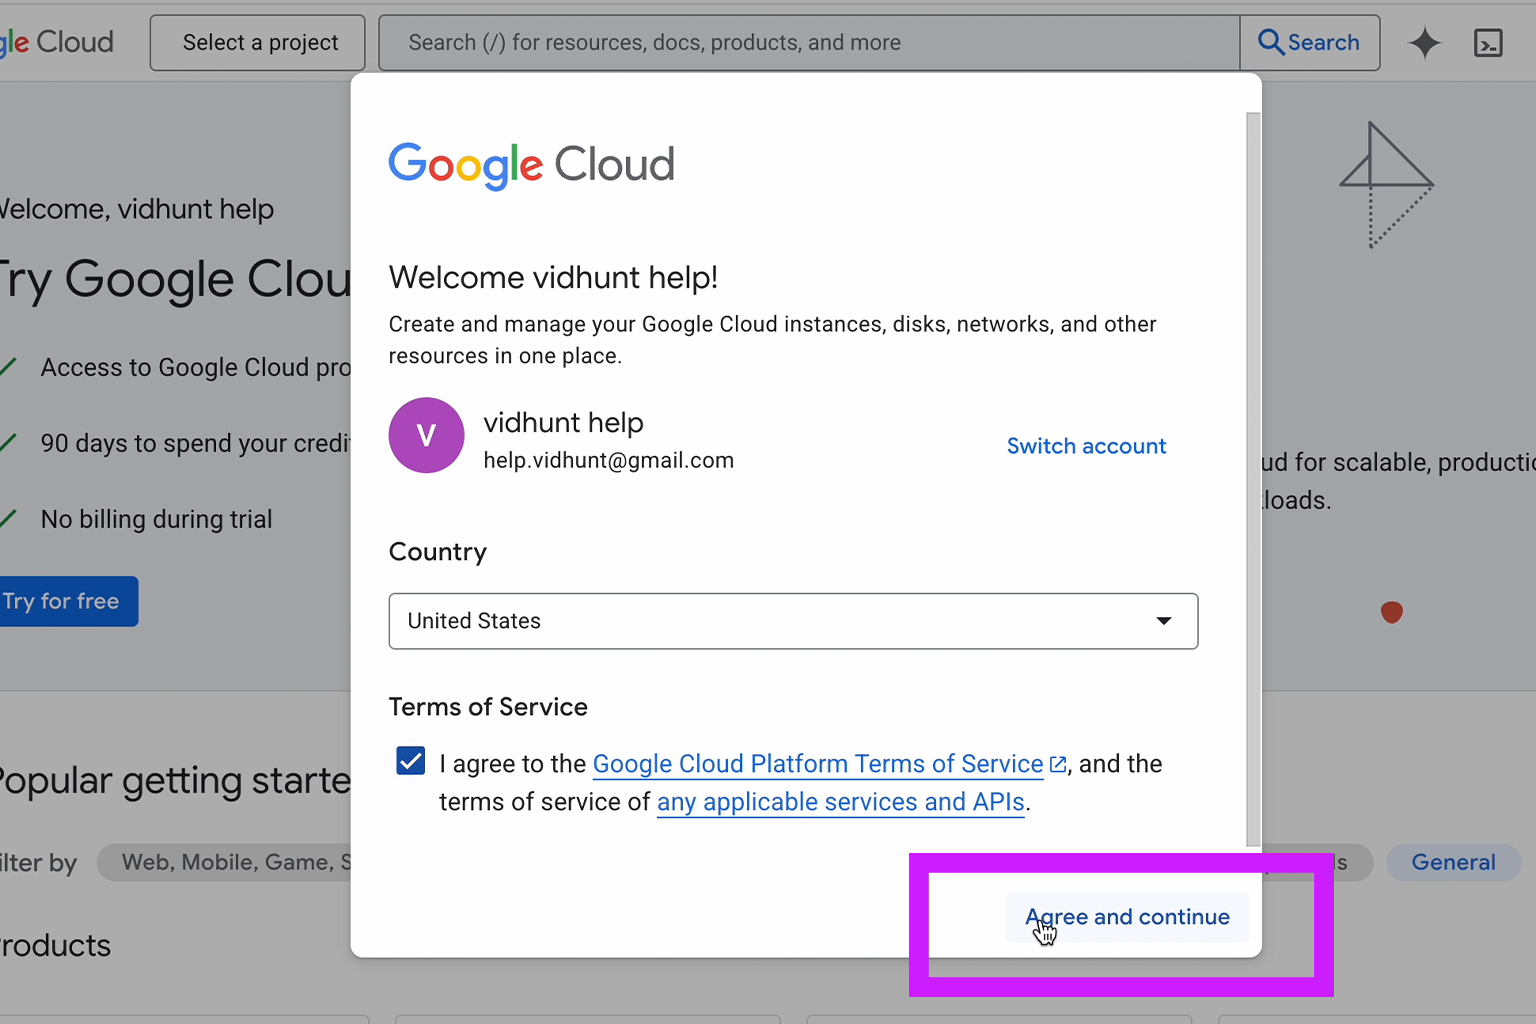 gle Cloud
Select a project
Search (/) for resources, docs, products, and more
Search
Welcome, vidhunt help
Try Google Clou
Access to Google Cloud pro
90 days to spend your credi
No billing during trial
Try for free
Google Cloud
Welcome vidhunt help!
Create and manage your Google Cloud instances, disks, networks, and other
resources in one place.
V
vidhunt help
help.vidhunt@gmail.com
Switch account
Country
United States
Terms of Service
I agree to the Google Cloud Platform Terms of Service, and the
terms of service of any applicable services and APIs.
Agree and continue
ud for scalable, productio
loads.
Popular getting starte
ilter by
Web, Mobile, Game, S
s
General
roducts